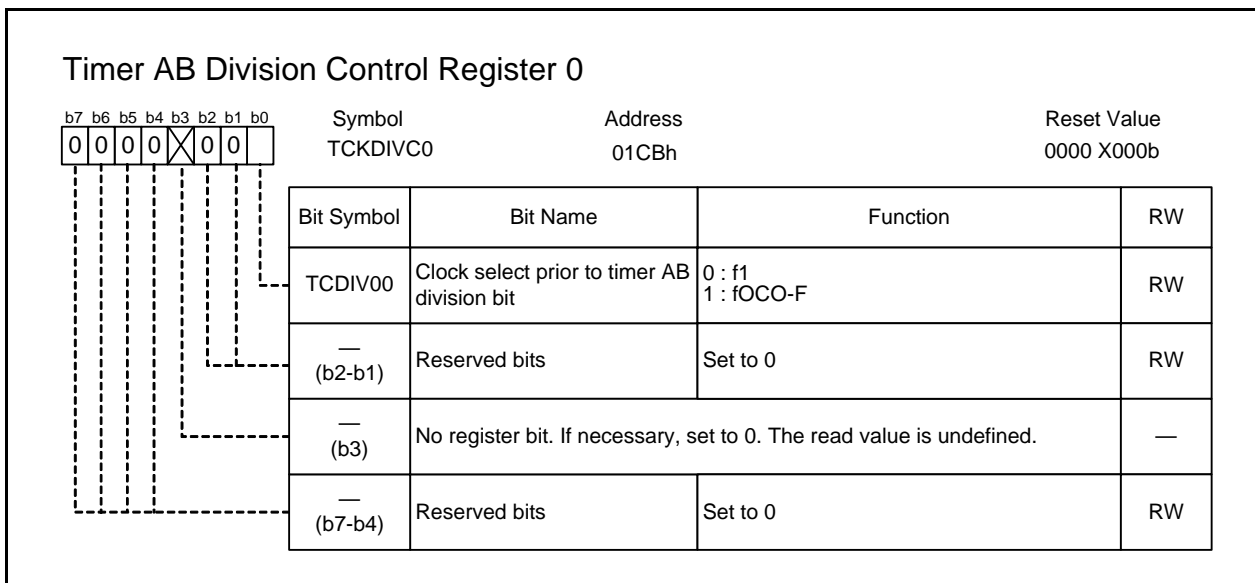 Timer AB Division Control Register 0
b7 b6 b5 b4 b3 b2 b1 b0
0 0 0 0 X 0 0
Symbol Address Reset Value
TCKDIVC0 01CBh 0000 X000b
Bit Symbol Bit Name Function RW
TCDIV00 Clock select prior to timer AB 0 : f1 RW
division bit 1 : fOCO-F
—
(b2-b1) Reserved bits Set to 0 RW
—
(b3) No register bit. If necessary, set to 0. The read value is undefined. —
—
(b7-b4) Reserved bits Set to 0 RW